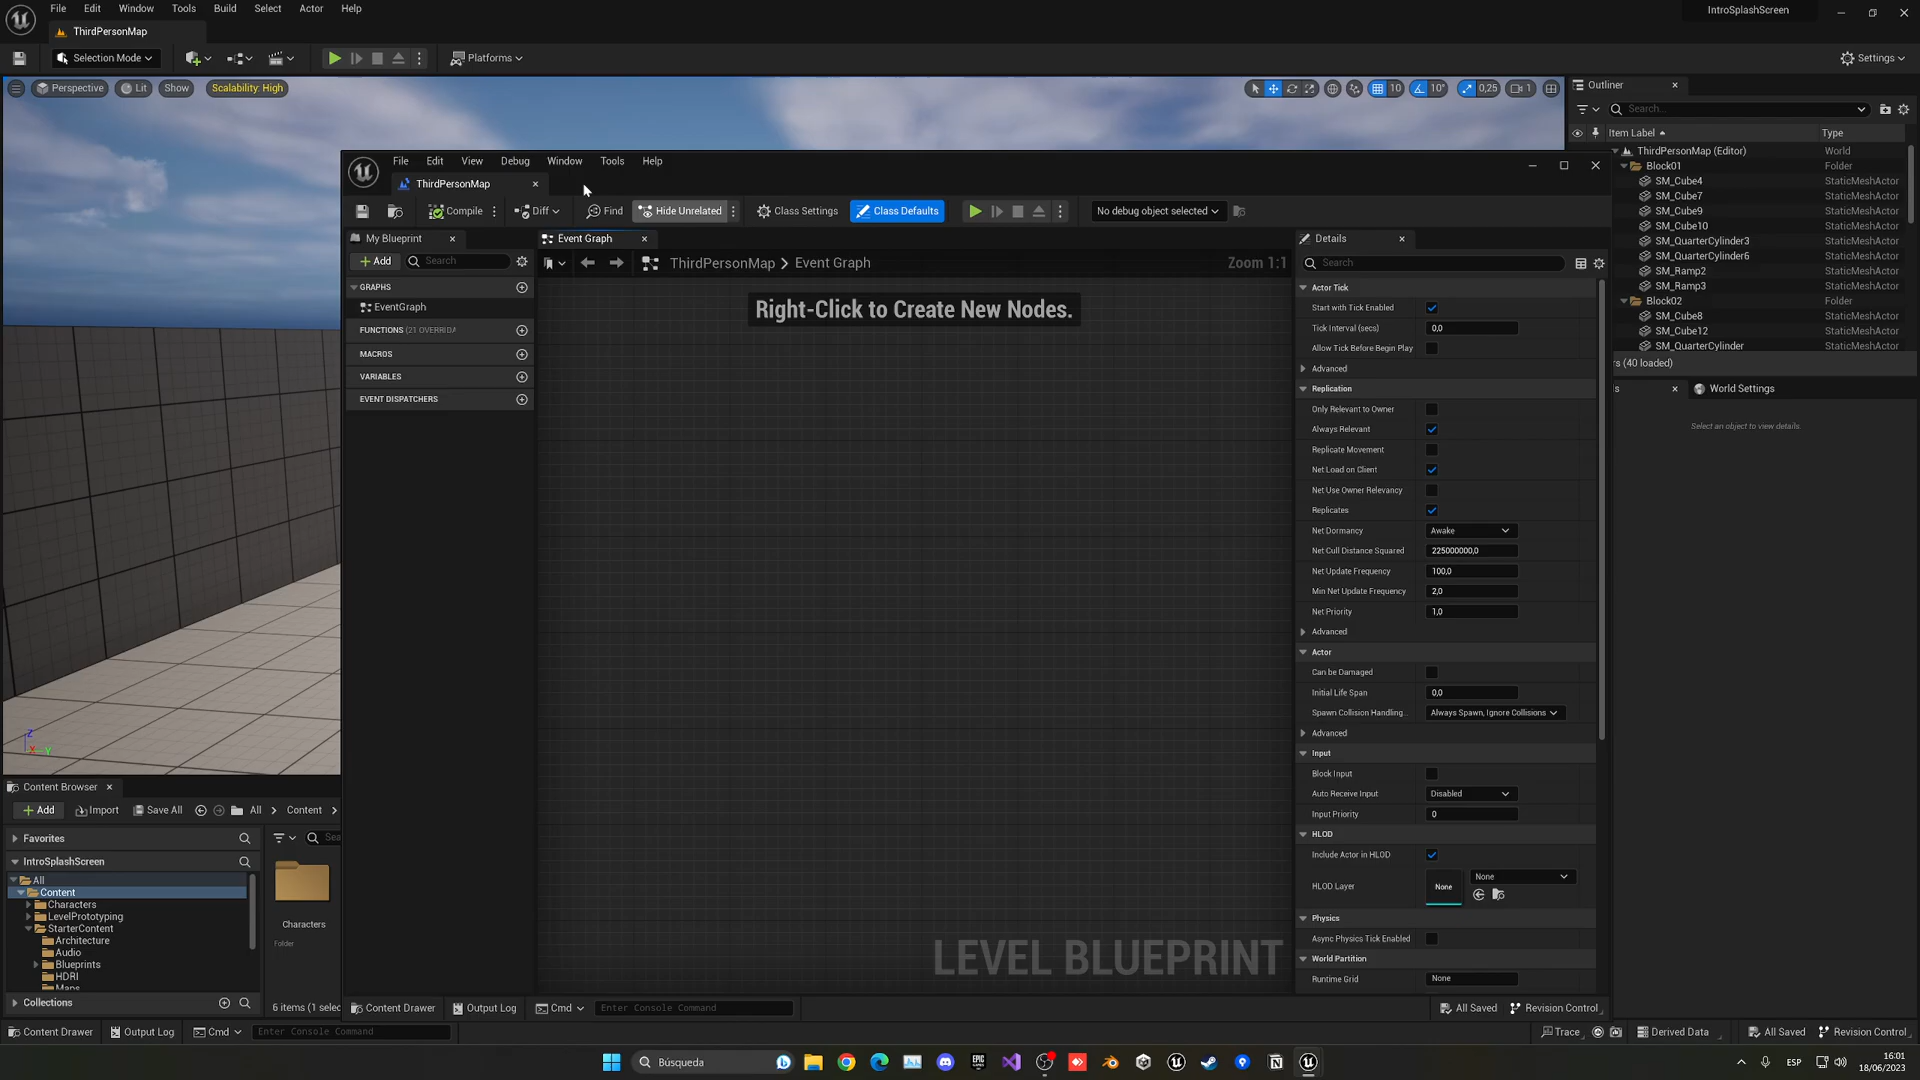 File Edit Window Tools Build Select Actor Help
IntroSplashScreen
ThirdPersonMap
Selection Mode
Platforms
Settings
Perspective Lit Show Scalability: High
10 10° 0,25 1
Outliner
Search...
Item Label Type
ThirdPersonMap (Editor) World
Block01 Folder
SM_Cube4 StaticMeshActor
SM_Cube7 StaticMeshActor
SM_Cube9 StaticMeshActor
SM_Cube10 StaticMeshActor
SM_QuarterCylinder3 StaticMeshActor
SM_QuarterCylinder6 StaticMeshActor
SM_Ramp2 StaticMeshActor
SM_Ramp3 StaticMeshActor
Block02 Folder
SM_Cube8 StaticMeshActor
SM_Cube12 StaticMeshActor
SM_QuarterCylinder StaticMeshActor
rs (40 loaded)
s World Settings
Select an object to view details.
File Edit View Debug Window Tools Help
ThirdPersonMap
Compile Diff Find Hide Unrelated Class Settings Class Defaults No debug object selected
My Blueprint
Add Search
GRAPHS
EventGraph
FUNCTIONS (21 OVERRIDA
MACROS
VARIABLES
EVENT DISPATCHERS
Event Graph
ThirdPersonMap > Event Graph Zoom 1:1
Right-Click to Create New Nodes.
LEVEL BLUEPRINT
Details
Search
Actor Tick
Start with Tick Enabled
Tick Interval (secs) 0,0
Allow Tick Before Begin Play
Advanced
Replication
Only Relevant to Owner
Always Relevant
Replicate Movement
Net Load on Client
Net Use Owner Relevancy
Replicates
Net Dormancy Awake
Net Cull Distance Squared 225000000,0
Net Update Frequency 100,0
Min Net Update Frequency 2,0
Net Priority 1,0
Advanced
Actor
Can be Damaged
Initial Life Span 0,0
Spawn Collision Handling... Always Spawn, Ignore Collisions
Advanced
Input
Block Input
Auto Receive Input Disabled
Input Priority 0
HLOD
Include Actor in HLOD
HLOD Layer None None
Physics
Async Physics Tick Enabled
World Partition
Runtime Grid None
Content Drawer Output Log Cmd Enter Console Command All Saved Revision Control
Z
X Y
Content Browser
Add Import Save All All > Content >
Favorites
Sea
IntroSplashScreen
All
Content
Characters
LevelPrototyping
StarterContent
Architecture
Audio
Blueprints
HDRI
Maps
Collections
Characters
Folder
6 items (1 selec
Content Drawer Output Log Cmd Enter Console Command Trace Derived Data All Saved Revision Control
Búsqueda
EPIC GAMES
ESP
16:01
18/06/2023